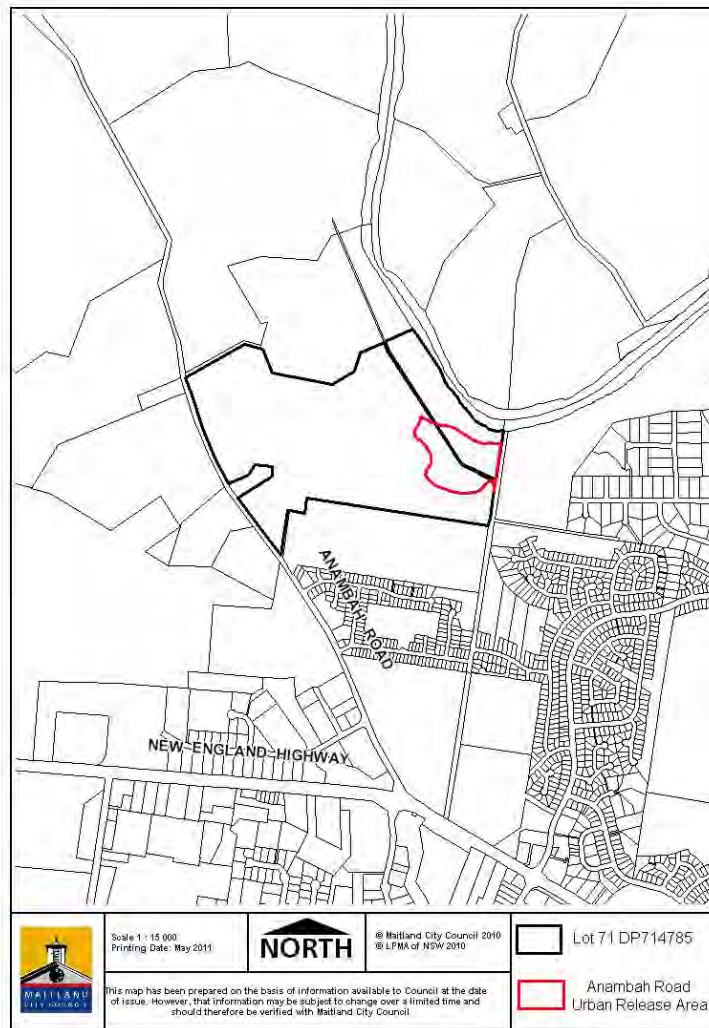 ANAMBAH ROAD
NEW ENGLAND HIGHWAY
MAITLAND
CITY COUNCIL
Scale 1 : 15 000
Printing Date: May 2011
NORTH
© Maitland City Council 2010
© LPMA of NSW 2010
This map has been prepared on the basis of information available to Council at the date
of issue. However, that information may be subject to change over a limited time and
should therefore be verified with Maitland City Council
Lot 71 DP714785
Anambah Road
Urban Release Area